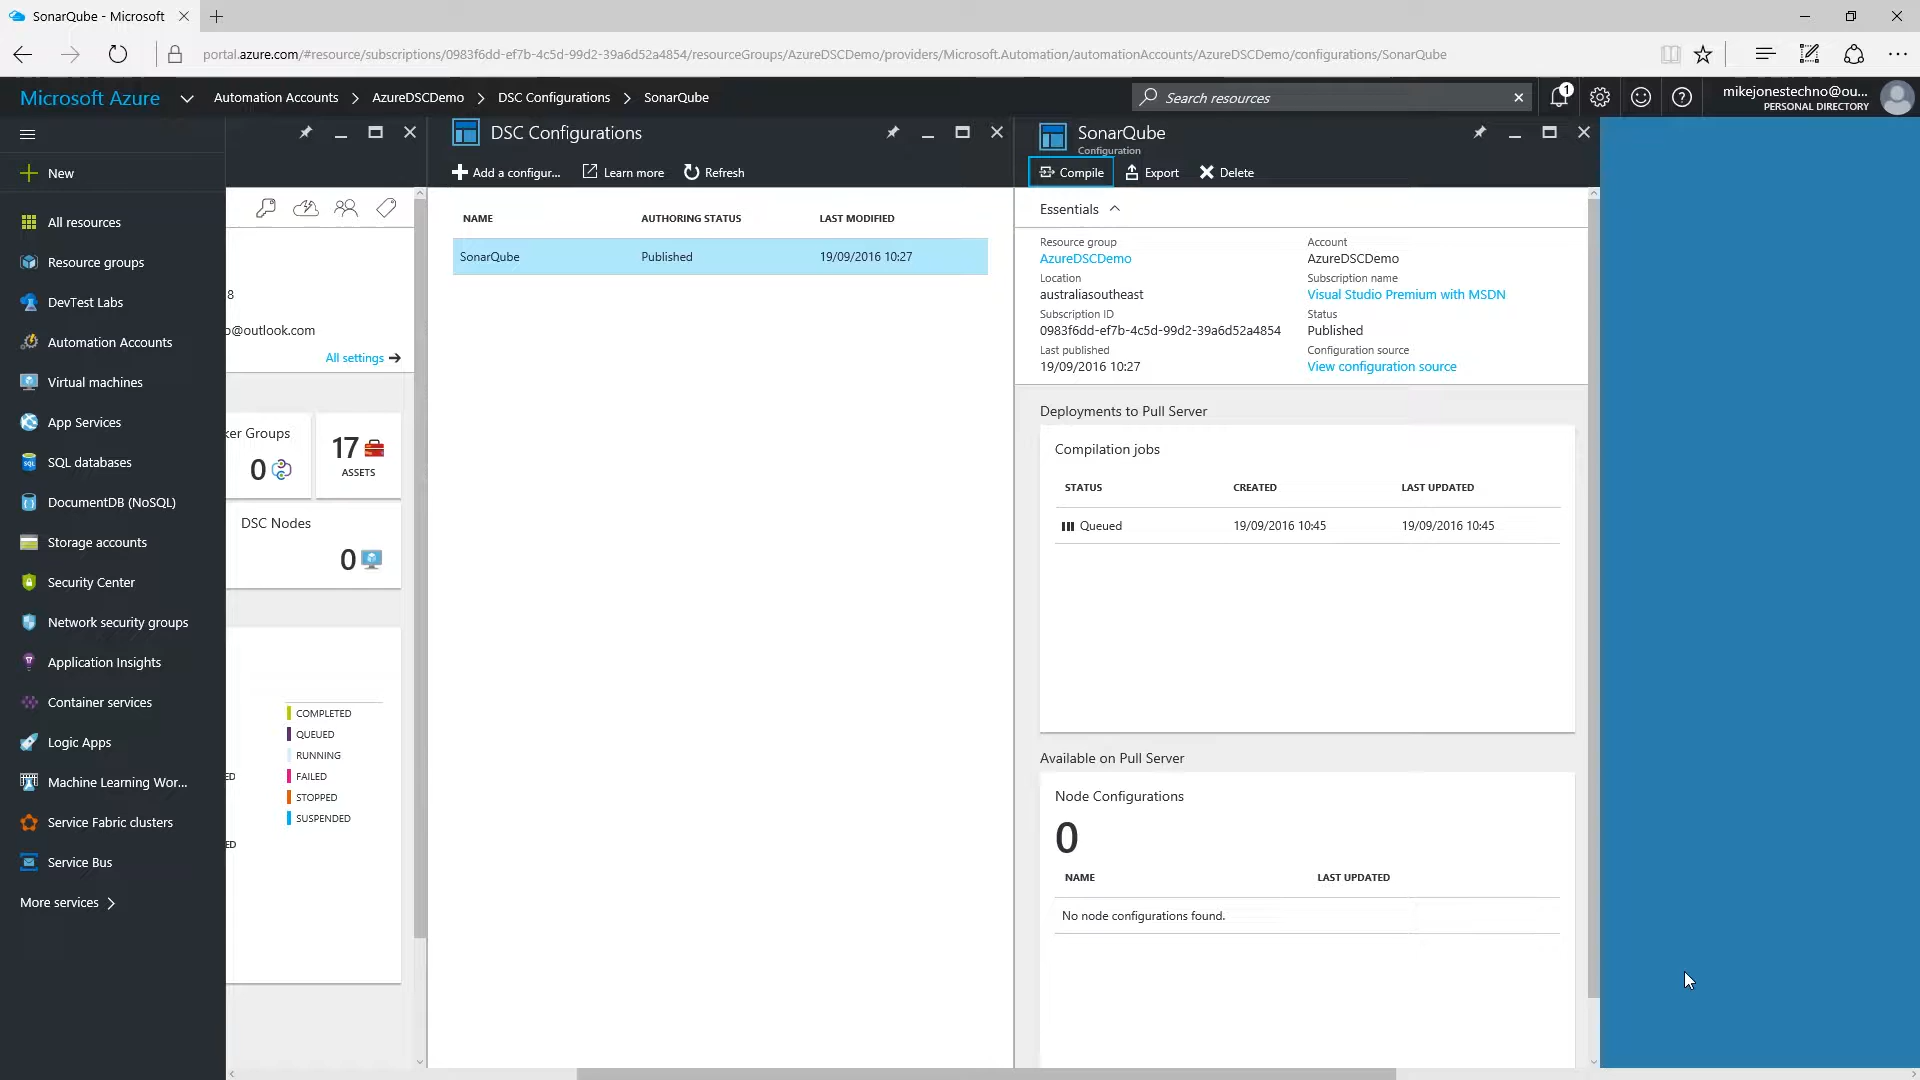 SonarQube - Microsoft
portal.azure.com/#resource/subscriptions/0983f6dd-ef7b-4c5d-99d2-39a6d52a4854/resourceGroups/AzureDSCDemo/providers/Microsoft.Automation/automationAccounts/AzureDSCDemo/configurations/SonarQube
Microsoft Azure
Automation Accounts > AzureDSCDemo > DSC Configurations > SonarQube
Search resources
1
mikejonestechno@ou...
PERSONAL DIRECTORY
New
All resources
Resource groups
DevTest Labs
Automation Accounts
Virtual machines
App Services
SQL databases
DocumentDB (NoSQL)
Storage accounts
Security Center
Network security groups
Application Insights
Container services
Logic Apps
Machine Learning Wor...
Service Fabric clusters
Service Bus
More services >
8
o@outlook.com
All settings →
ker Groups
0
17
ASSETS
DSC Nodes
0
COMPLETED
QUEUED
RUNNING
FAILED
STOPPED
SUSPENDED
ED
ED
DSC Configurations
Add a configur...
Learn more
Refresh
NAME AUTHORING STATUS LAST MODIFIED
SonarQube Published 19/09/2016 10:27
SonarQube
Configuration
Compile
Export
Delete
Essentials
Resource group
AzureDSCDemo
Location
australiasoutheast
Subscription ID
0983f6dd-ef7b-4c5d-99d2-39a6d52a4854
Last published
19/09/2016 10:27
Account
AzureDSCDemo
Subscription name
Visual Studio Premium with MSDN
Status
Published
Configuration source
View configuration source
Deployments to Pull Server
Compilation jobs
STATUS CREATED LAST UPDATED
Queued 19/09/2016 10:45 19/09/2016 10:45
Available on Pull Server
Node Configurations
0
NAME LAST UPDATED
No node configurations found.